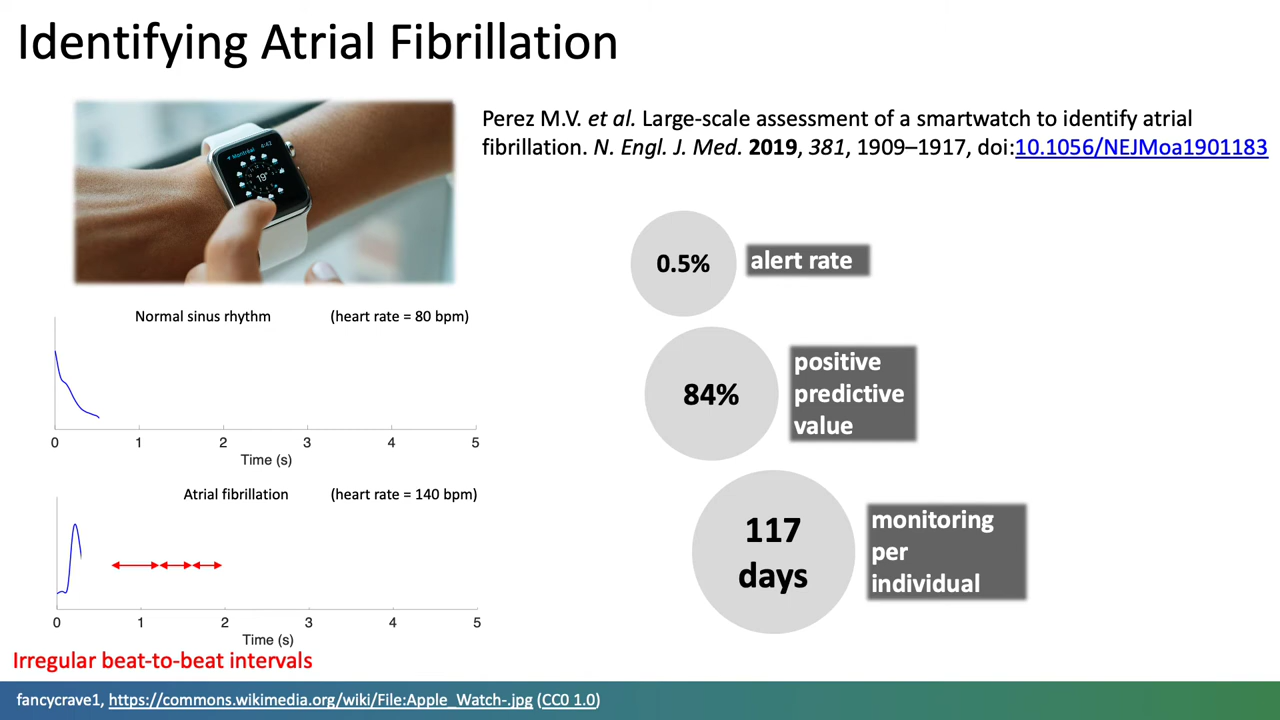 Identifying Atrial Fibrillation
Perez M.V. et al. Large-scale assessment of a smartwatch to identify atrial
fibrillation. N. Engl. J. Med. 2019, 381, 1909–1917, doi:10.1056/NEJMoa1901183
Montréal 4:42
19°
0.5%
alert rate
84%
positive
predictive
value
117
days
monitoring
per
individual
Normal sinus rhythm (heart rate = 80 bpm)
0 1 2 3 4 5
Time (s)
Atrial fibrillation (heart rate = 140 bpm)
0 1 2 3 4 5
Time (s)
Irregular beat-to-beat intervals
fancycrave1, https://commons.wikimedia.org/wiki/File:Apple_Watch-.jpg (CC0 1.0)